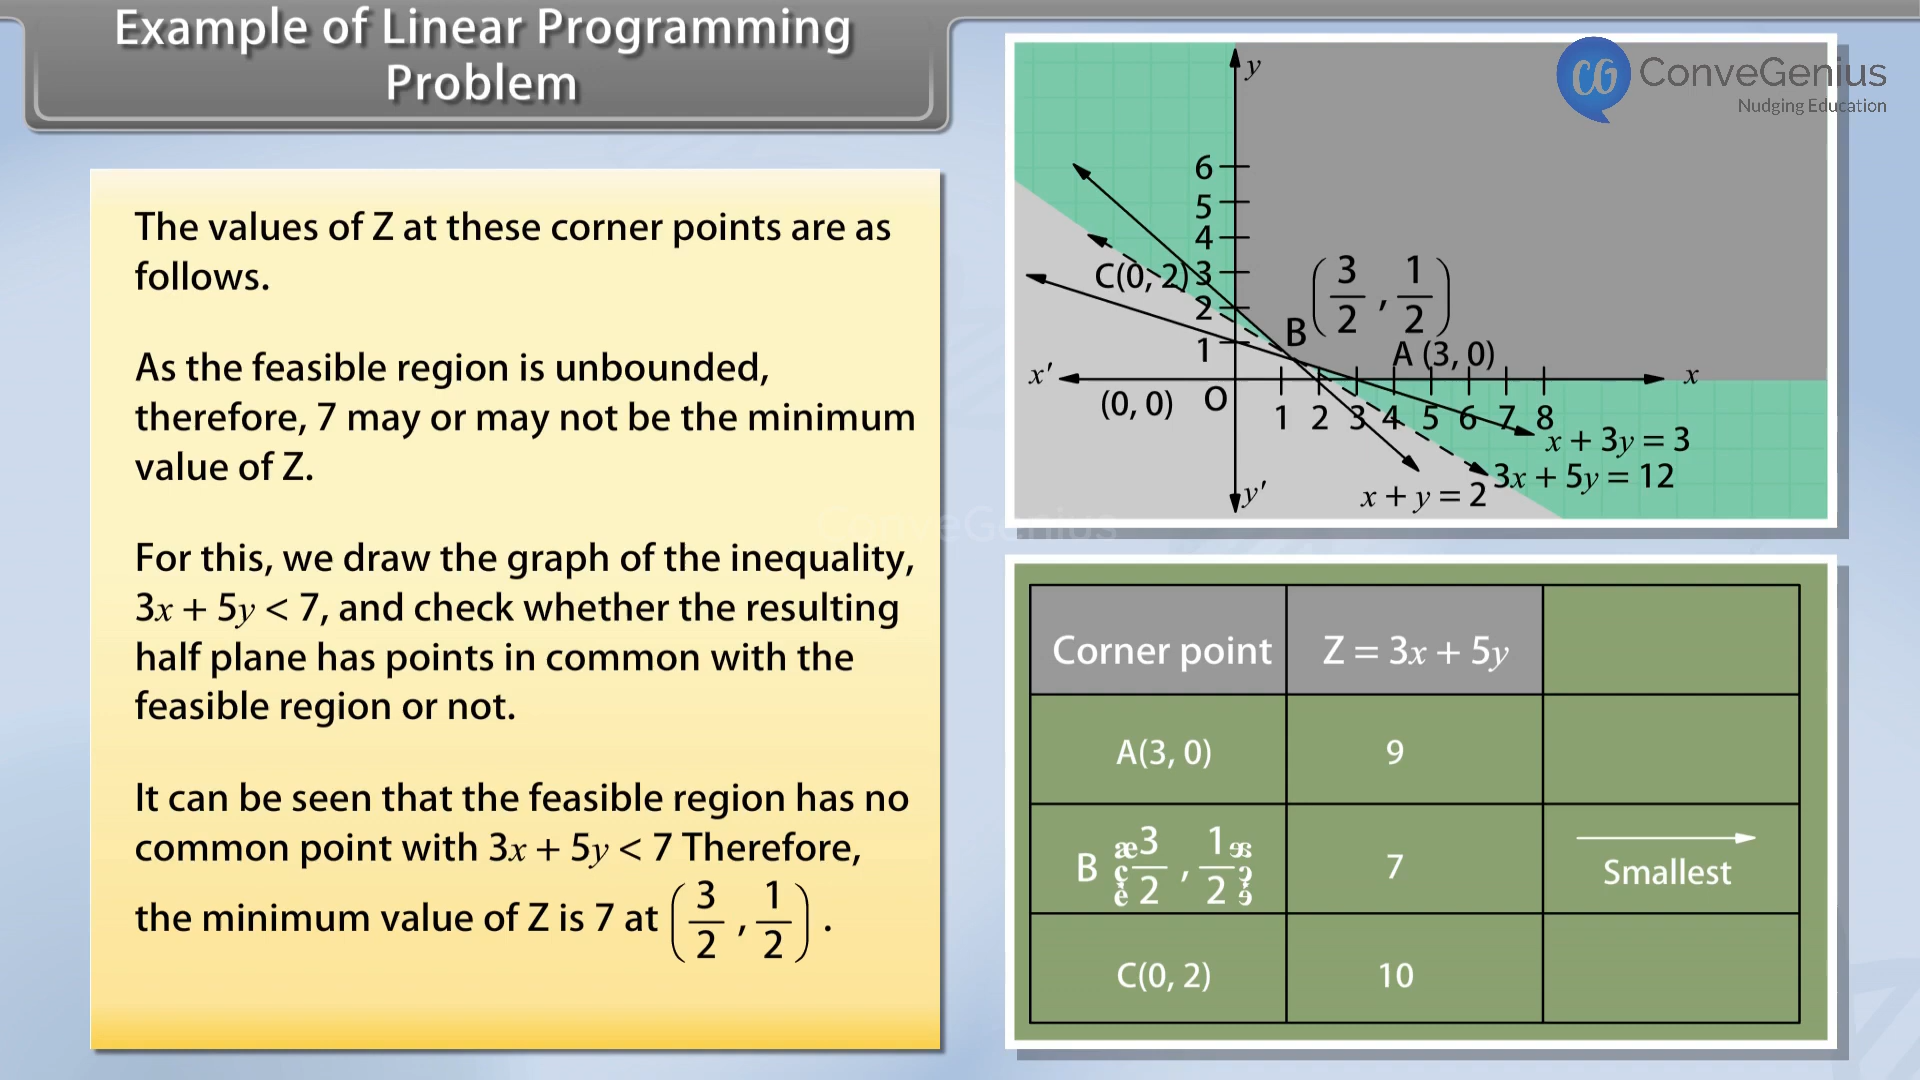 Example of Linear Programming
Problem
The values of Z at these corner points are as
follows.
As the feasible region is unbounded,
therefore, 7 may or may not be the minimum
value of Z.
For this, we draw the graph of the inequality,
3x + 5y < 7, and check whether the resulting
half plane has points in common with the
feasible region or not.
It can be seen that the feasible region has no
common point with 3x + 5y < 7 Therefore,
the minimum value of Z is 7 at (3/2, 1/2).
CG ConveGenius
Nudging Education
y
6
5
4
C(0, 2) 3
2
1
B (3/2, 1/2)
A (3, 0)
x' x
(0, 0) O 1 2 3 4 5 6 7 8
x + 3y = 3
3x + 5y = 12
x + y = 2
y'
ConveGenius
Corner point Z = 3x + 5y
A(3, 0) 9
B æ3/2, 1/2ö 7 Smallest
C(0, 2) 10